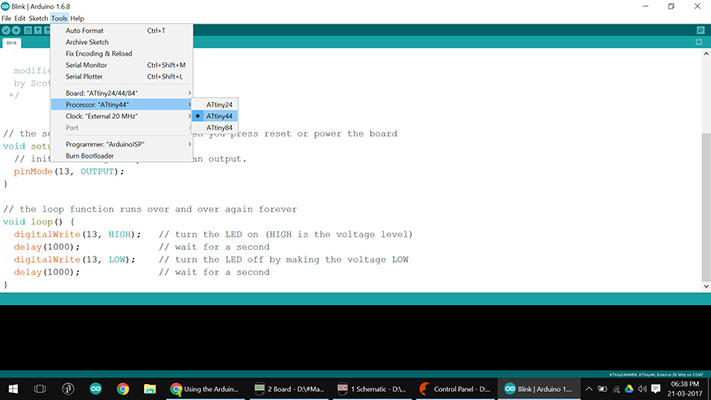 Blink | Arduino 1.6.8
File Edit Sketch Tools Help
Blink
Auto Format Ctrl+T
Archive Sketch
Fix Encoding & Reload
Serial Monitor Ctrl+Shift+M
Serial Plotter Ctrl+Shift+L
Board: "ATtiny24/44/84"
Processor: "ATtiny44"
Clock: "External 20 MHz"
Port
Programmer: "ArduinoISP"
Burn Bootloader
ATtiny24
ATtiny44
ATtiny84
modifie
by Scot
*/
// the se n you press reset or power the board
void setu
// init an output.
pinMode(13, OUTPUT);
}
// the loop function runs over and over again forever
void loop() {
digitalWrite(13, HIGH); // turn the LED on (HIGH is the voltage level)
delay(1000); // wait for a second
digitalWrite(13, LOW); // turn the LED off by making the voltage LOW
delay(1000); // wait for a second
}
ATtiny24/44/84, ATtiny44, External 20 MHz on COM7
Using the Arduin...
2 Board - D:\#Ma...
1 Schematic - D:\...
Control Panel - D:...
Blink | Arduino 1....
06:38 PM
21-03-2017